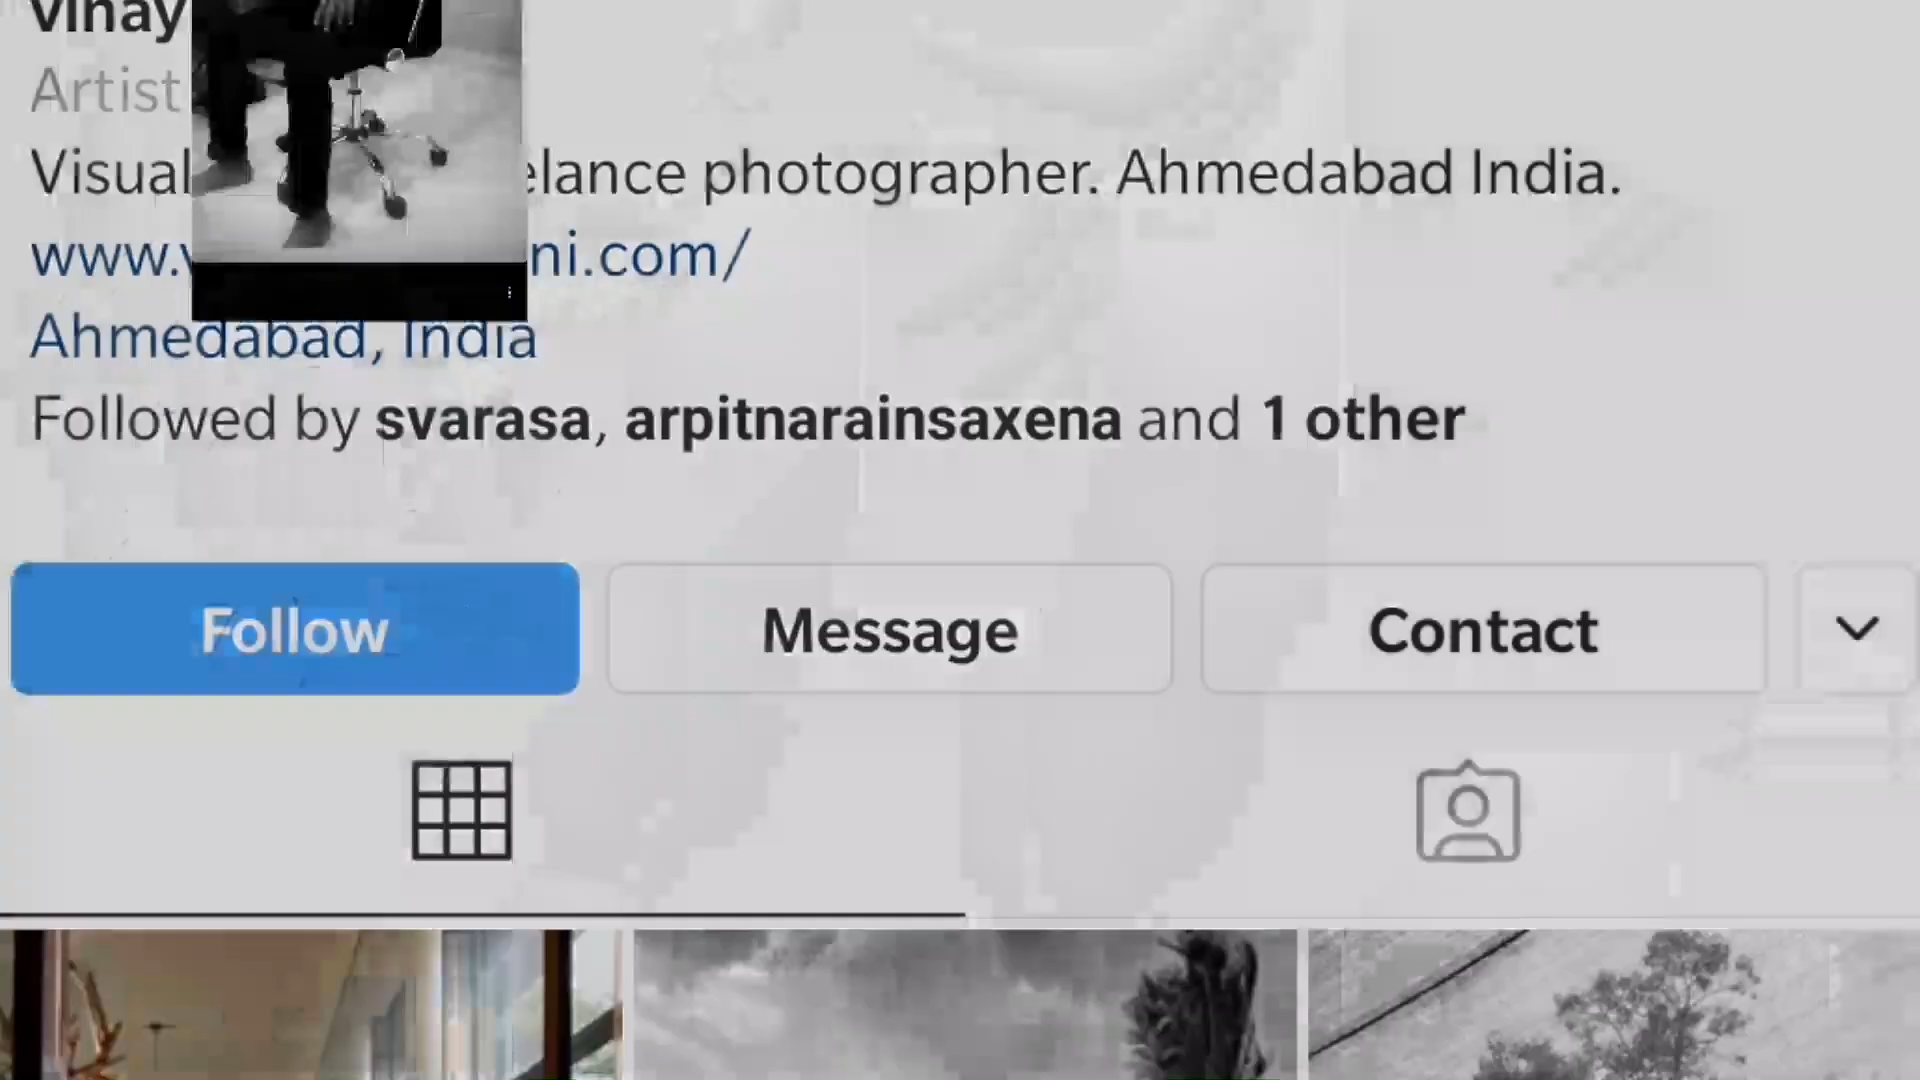 vinay
Artist
Visual elance photographer. Ahmedabad India.
www. ni.com/
Ahmedabad, India
Followed by svarasa, arpitnarainsaxena and 1 other
Follow Message Contact